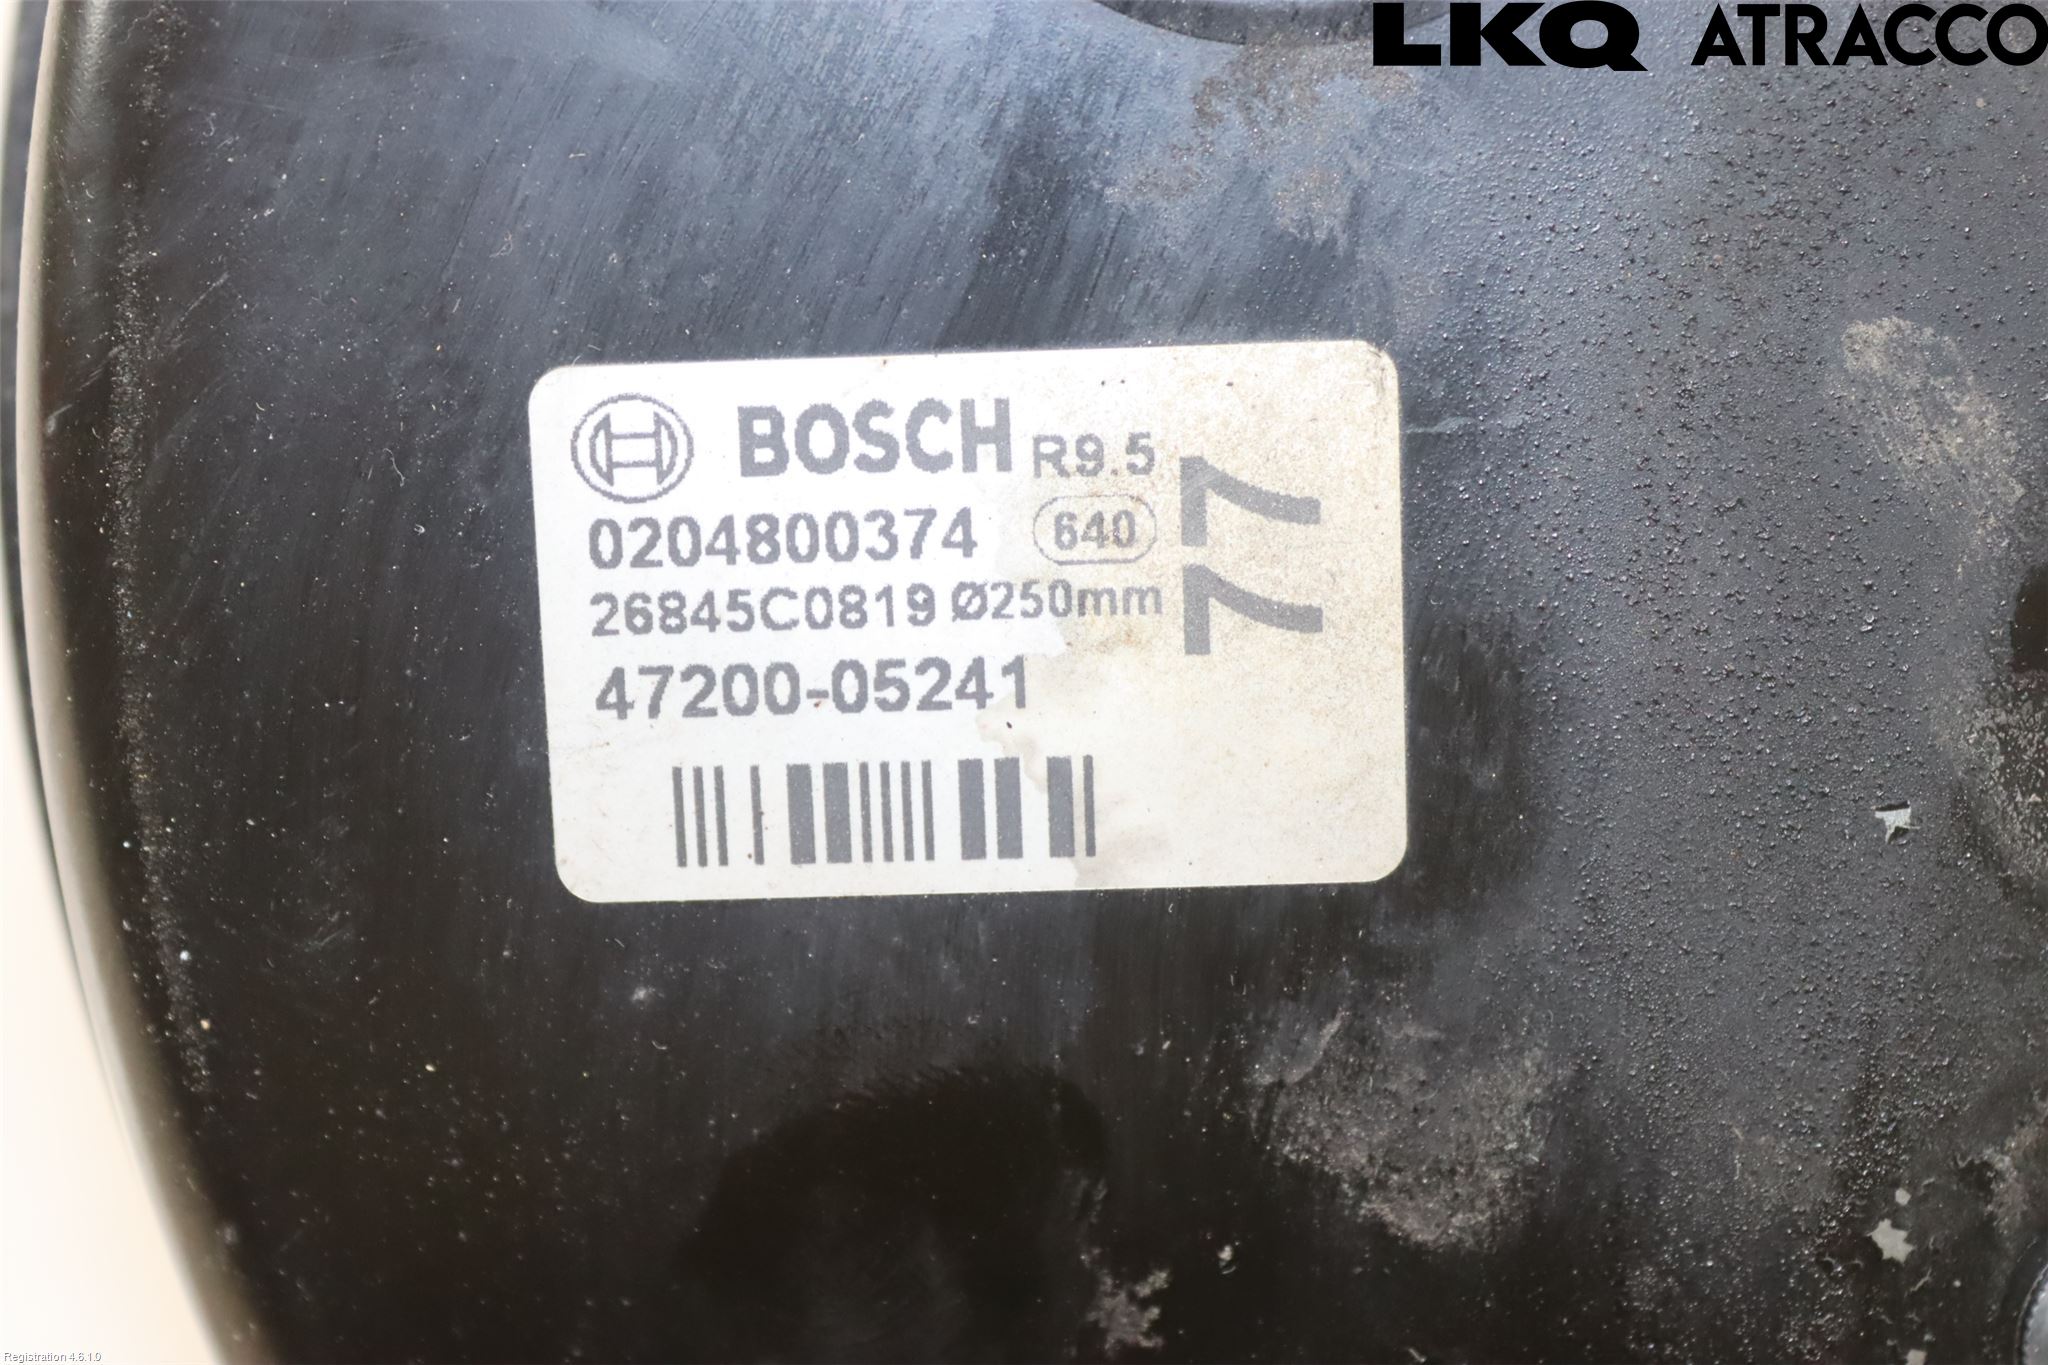 LKQ ATRACCO
BOSCH R9.5
0204800374 640
26845C0819 Ø250mm
47200-05241
77
Registration 4.6.1.0